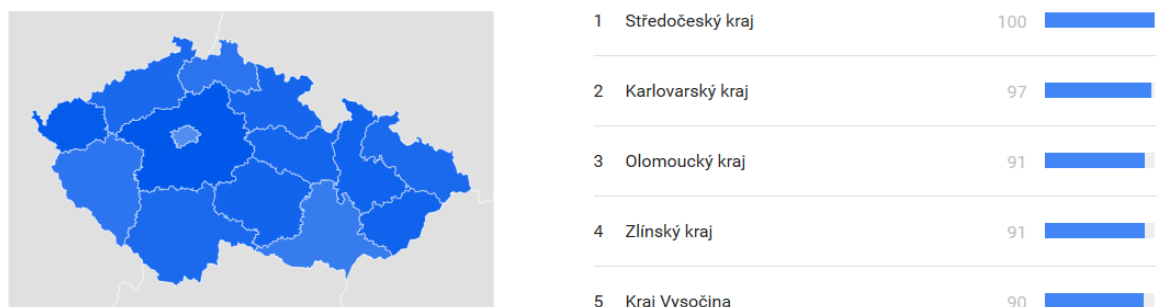 1 Středočeský kraj 100
2 Karlovarský kraj 97
3 Olomoucký kraj 91
4 Zlínský kraj 91
5 Kraj Vysočina 90